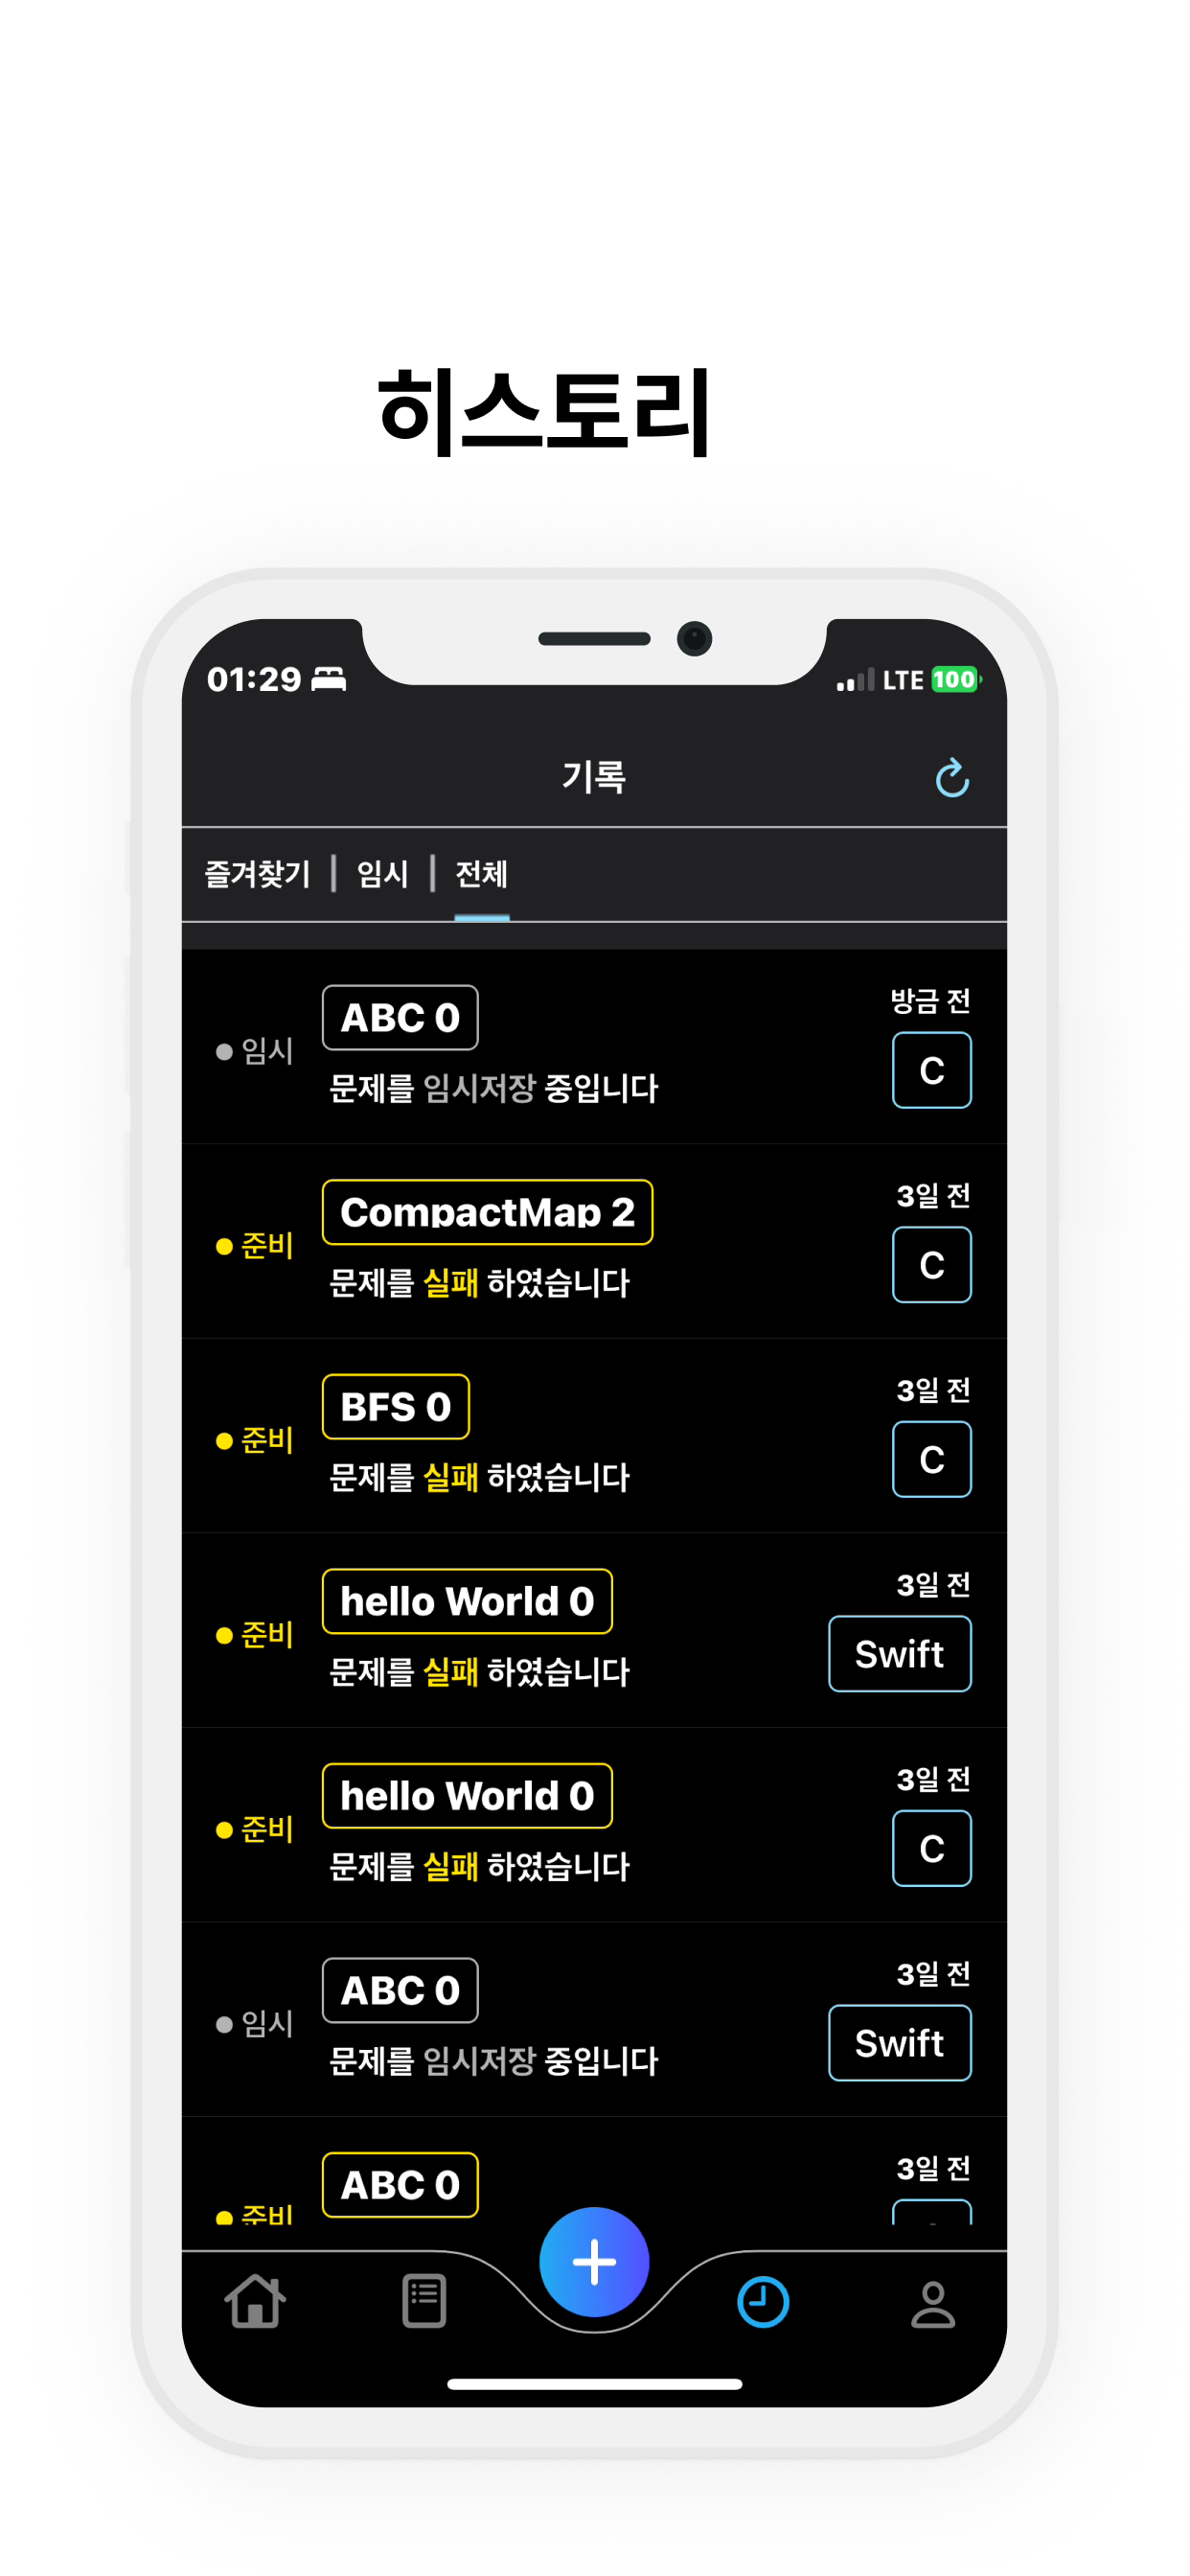 히스토리
01:29 LTE 100
기록
즐겨찾기 임시 전체
ABC 0 방금 전
임시 C
문제를 임시저장 중입니다
CompactMap 2 3일 전
준비 C
문제를 실패 하였습니다
BFS 0 3일 전
준비 C
문제를 실패 하였습니다
hello World 0 3일 전
준비 Swift
문제를 실패 하였습니다
hello World 0 3일 전
준비 C
문제를 실패 하였습니다
ABC 0 3일 전
임시 Swift
문제를 임시저장 중입니다
ABC 0 3일 전
준비